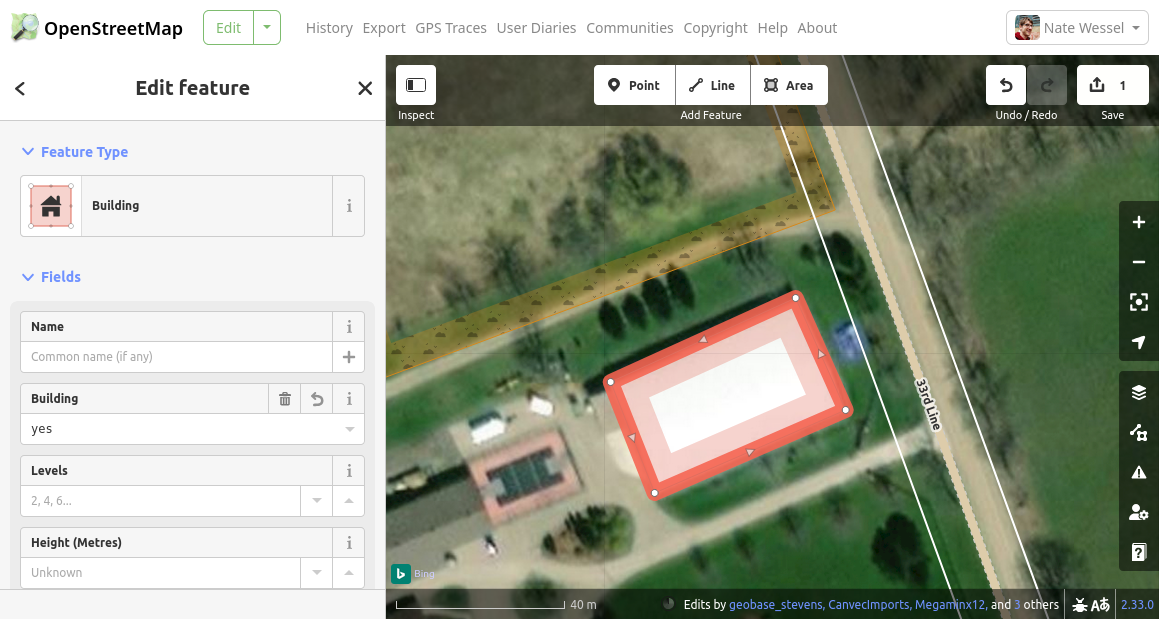 OpenStreetMap
Edit
History Export GPS Traces User Diaries Communities Copyright Help About
Nate Wessel
Edit feature
Inspect
Point Line Area
Add Feature
Undo / Redo
1
Save
Feature Type
Building
Fields
Name
Common name (if any)
Building
yes
Levels
2, 4, 6...
Height (Metres)
Unknown
33rd Line
Bing
40 m
Edits by geobase_stevens, CanvecImports, Megaminx12, and 3 others
2.33.0